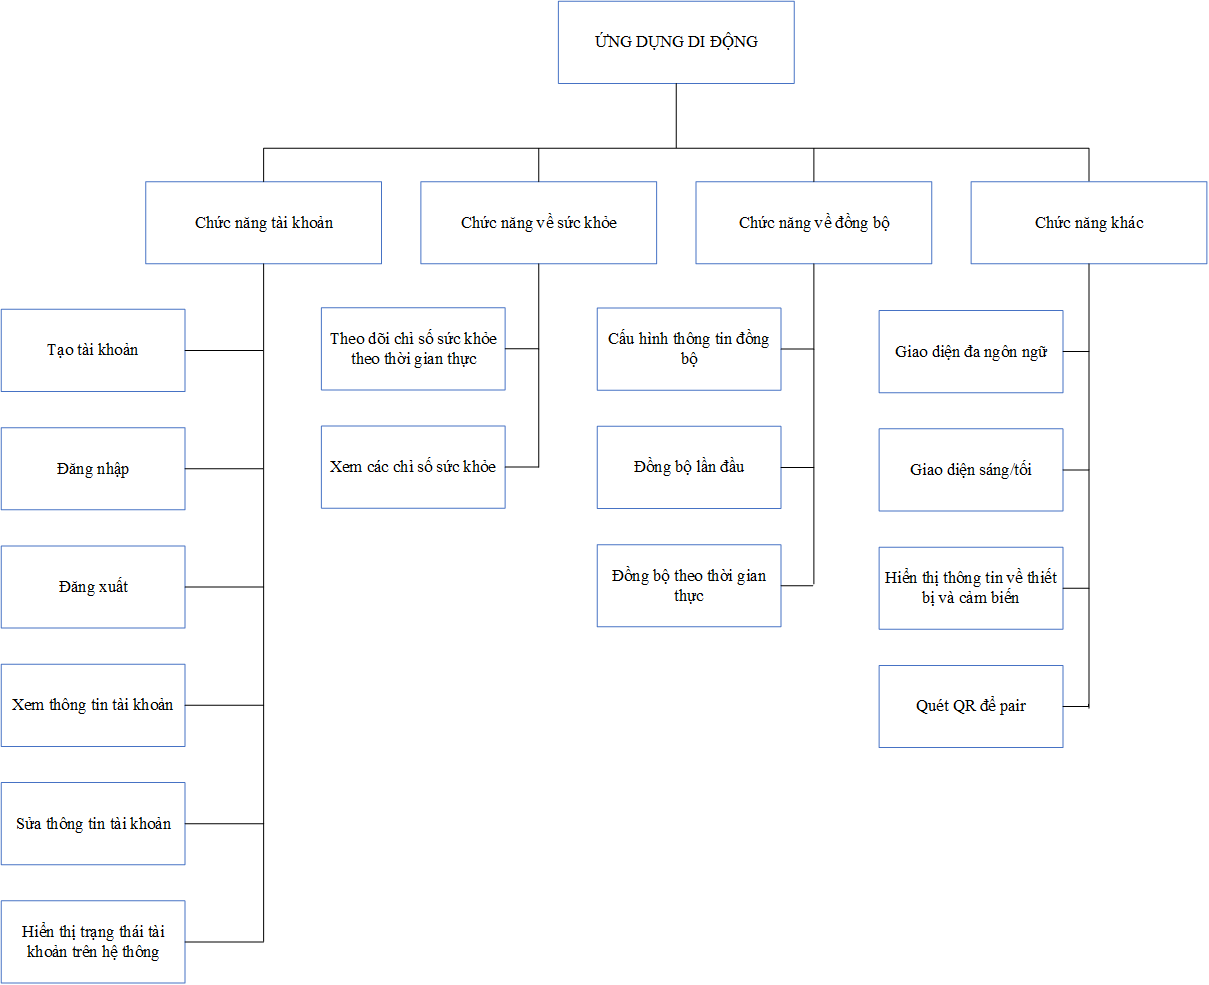 ỨNG DỤNG DI ĐỘNG
Chức năng tài khoản
Chức năng về sức khỏe
Chức năng về đồng bộ
Chức năng khác
Tạo tài khoản
Đăng nhập
Đăng xuất
Xem thông tin tài khoản
Sửa thông tin tài khoản
Hiển thị trạng thái tài
khoản trên hệ thông
Theo dõi chỉ số sức khỏe
theo thời gian thực
Xem các chỉ số sức khỏe
Cấu hình thông tin đồng
bộ
Đồng bộ lần đầu
Đồng bộ theo thời gian
thực
Giao diện đa ngôn ngữ
Giao diện sáng/tối
Hiển thị thông tin về thiết
bị và cảm biến
Quét QR để pair